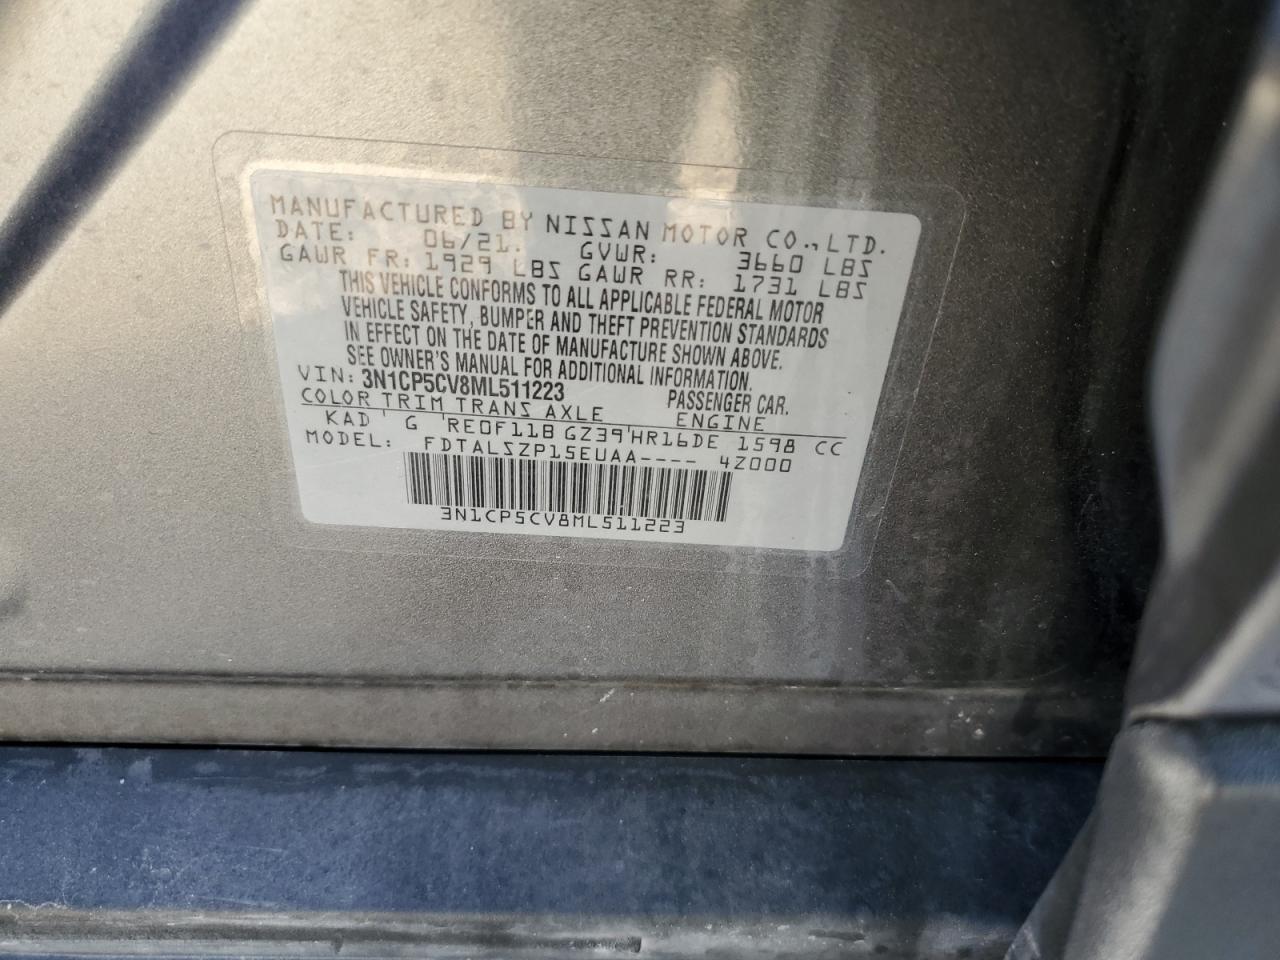 MANUFACTURED BY NISSAN MOTOR CO., LTD.
DATE: 06/21. GVWR: 3660 LBS
GAWR FR: 1929 LBS GAWR RR: 1731 LBS
THIS VEHICLE CONFORMS TO ALL APPLICABLE FEDERAL MOTOR
VEHICLE SAFETY, BUMPER AND THEFT PREVENTION STANDARDS
IN EFFECT ON THE DATE OF MANUFACTURE SHOWN ABOVE.
SEE OWNER'S MANUAL FOR ADDITIONAL INFORMATION.
VIN: 3N1CP5CV8ML511223 PASSENGER CAR.
COLOR TRIM TRANS AXLE ENGINE
KAD ' G 'RE0F11B GZ39'HR16DE 1598 CC
MODEL: FDTALSZP15EUAA---- 4Z000
3N1CP5CV8ML511223